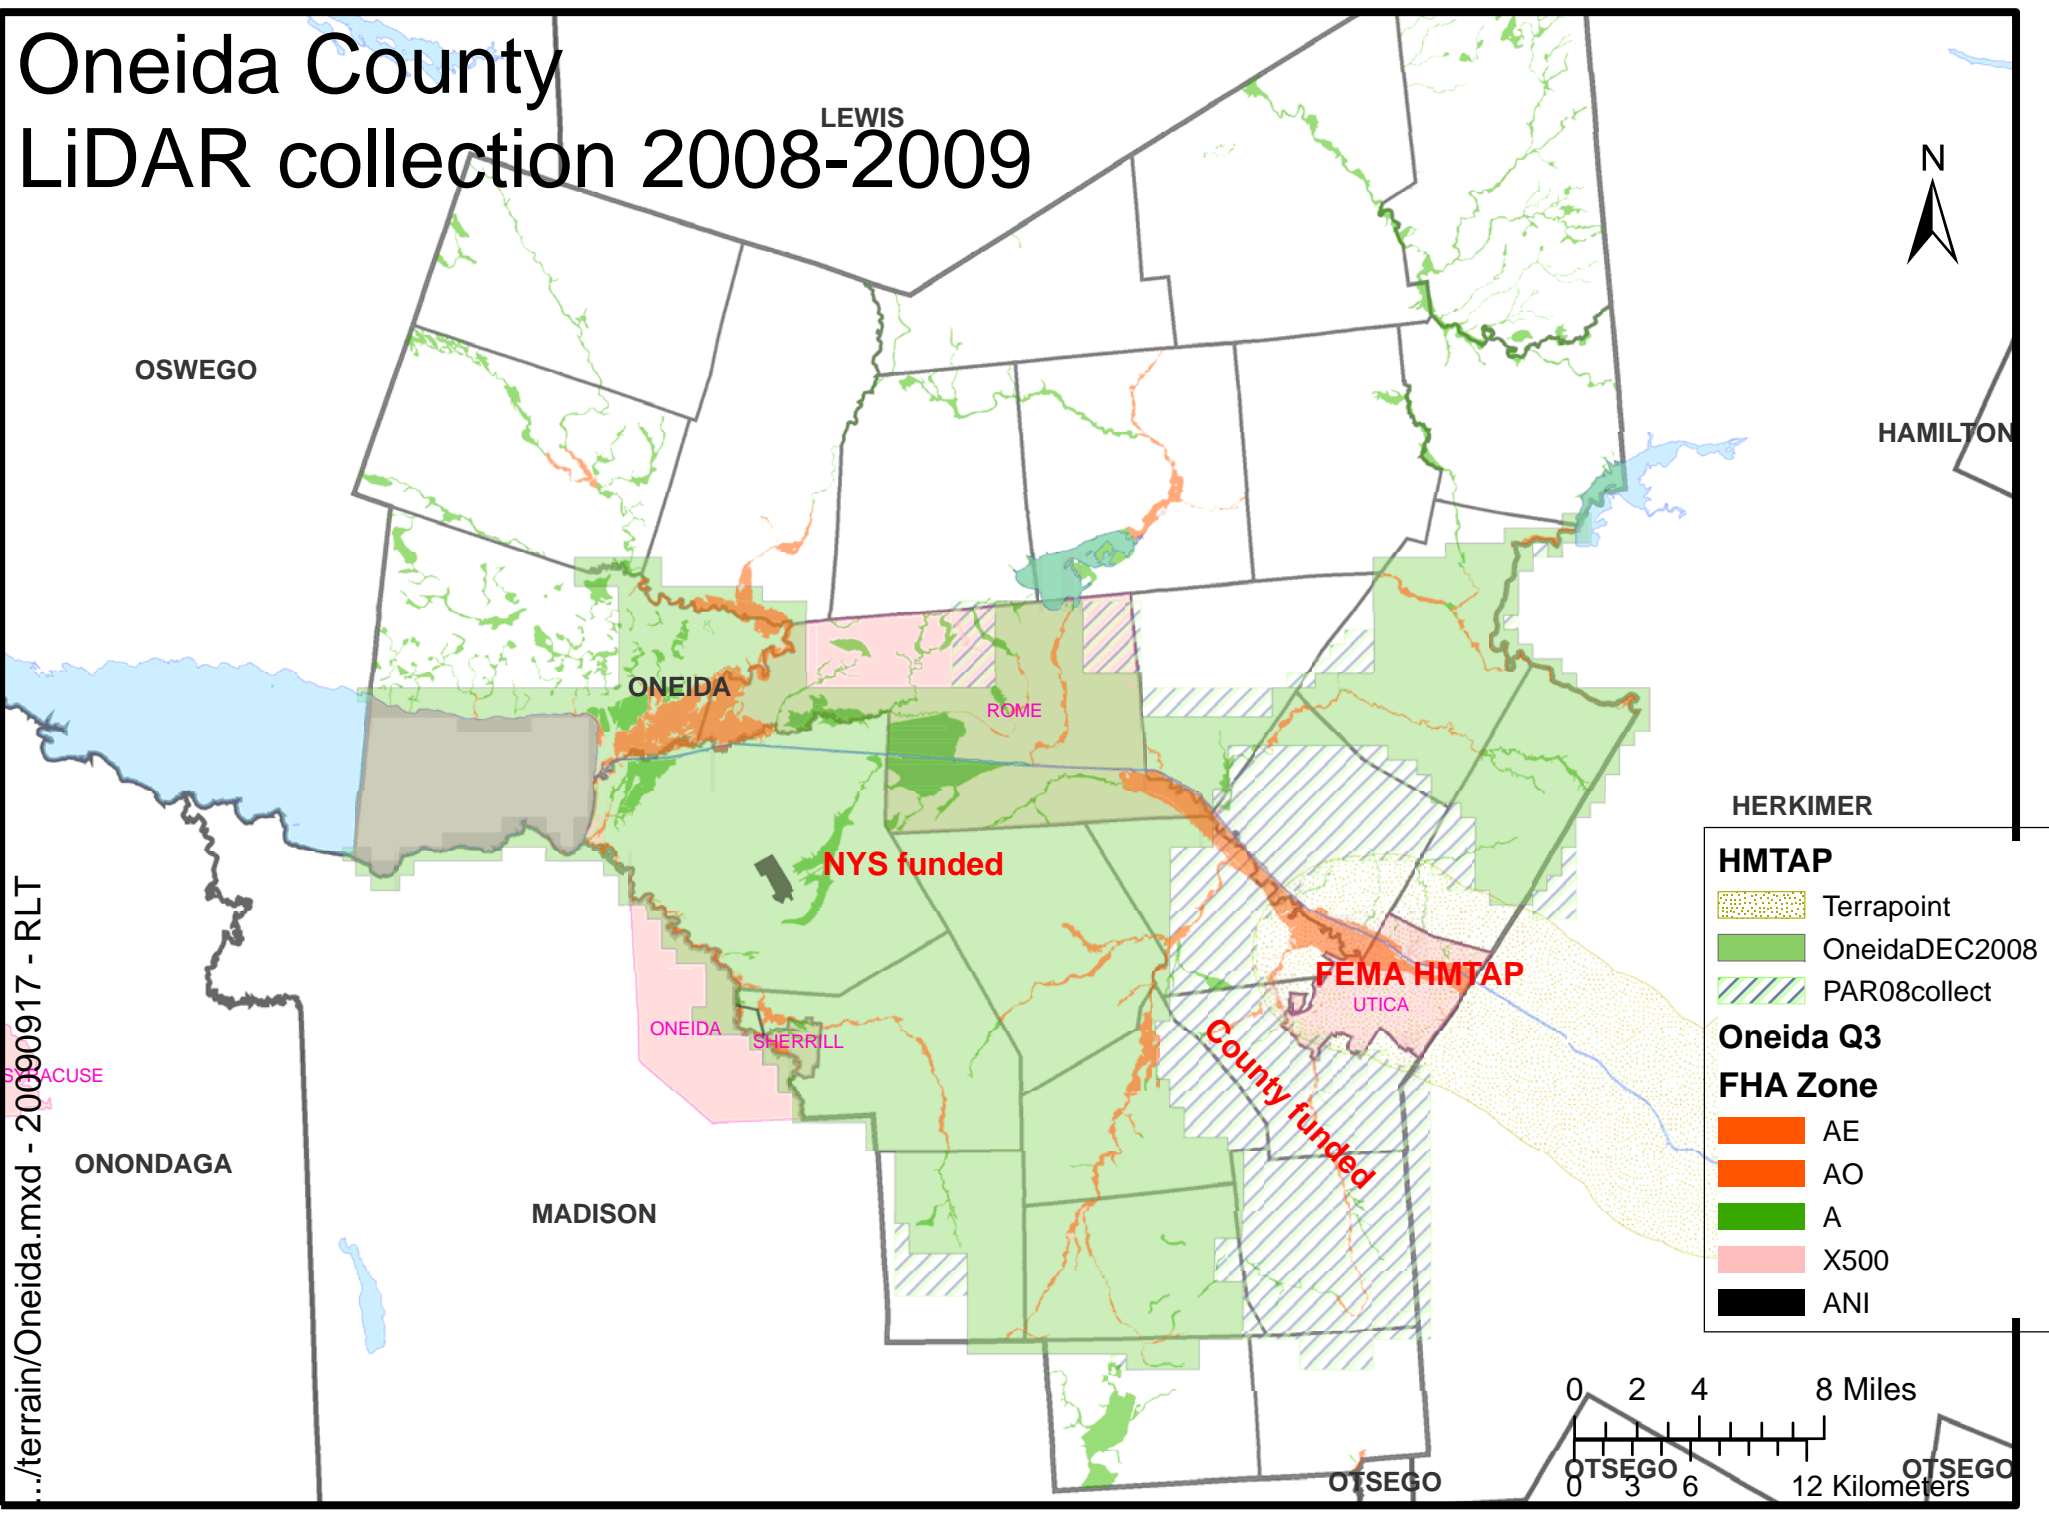 Oneida County
LiDAR collection 2008-2009
LEWIS
N
OSWEGO
HAMILTON
ONEIDA
ROME
HERKIMER
NYS funded
HMTAP
Terrapoint
OneidaDEC2008
PAR08collect
Oneida Q3
FHA Zone
AE
AO
A
X500
ANI
FEMA HMTAP
UTICA
County funded
ONEIDA
SHERRILL
SYRACUSE
ONONDAGA
MADISON
0 2 4 8 Miles
0 3 6 12 Kilometers
OTSEGO
OTSEGO
OTSEGO
.../terrain/Oneida.mxd - 20090917 - RLT